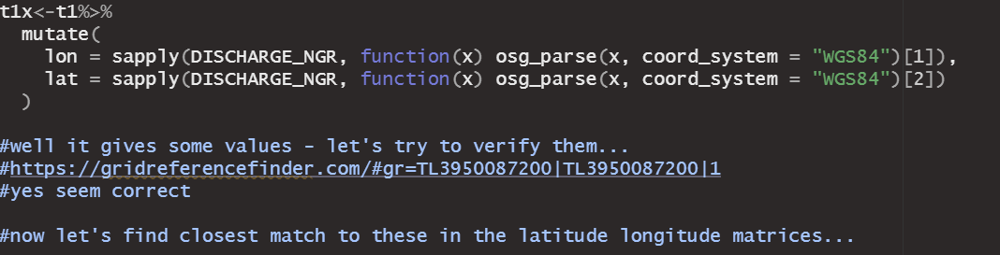 t1x<-t1%>%
mutate(
lon = sapply(DISCHARGE_NGR, function(x) osg_parse(x, coord_system = "WGS84")[1]),
lat = sapply(DISCHARGE_NGR, function(x) osg_parse(x, coord_system = "WGS84")[2])
)
#well it gives some values - let's try to verify them...
#https://gridreferencefinder.com/#gr=TL3950087200|TL3950087200|1
#yes seem correct
#now let's find closest match to these in the latitude longitude matrices...